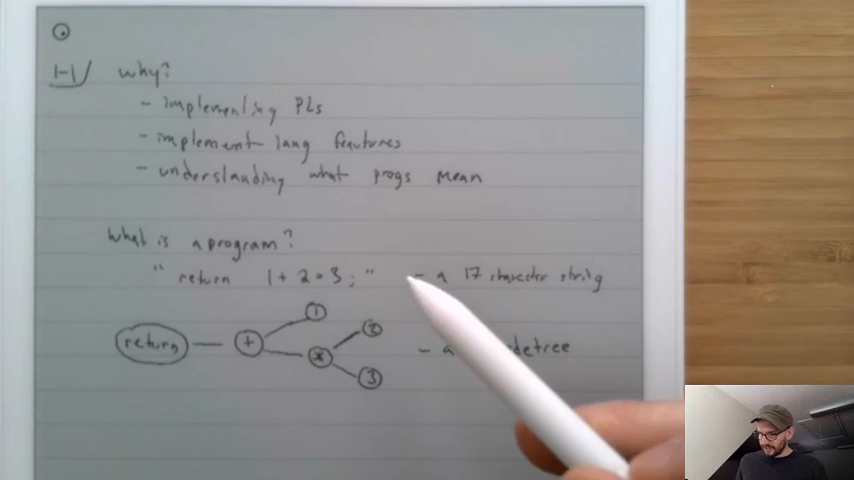 1-1/ why?
- implementing PLs
- implement lang features
- understanding what progs mean
What is a program?
" return 1 + 2 * 3; " - a 17 character string
return + 1 * 2 3 - a detree